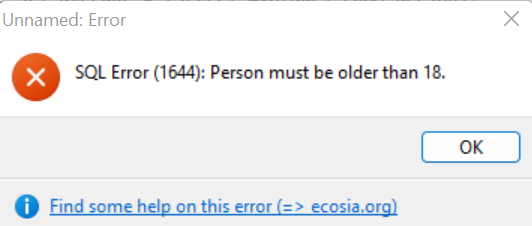 Unnamed: Error
SQL Error (1644): Person must be older than 18.
OK
Find some help on this error (=> ecosia.org)